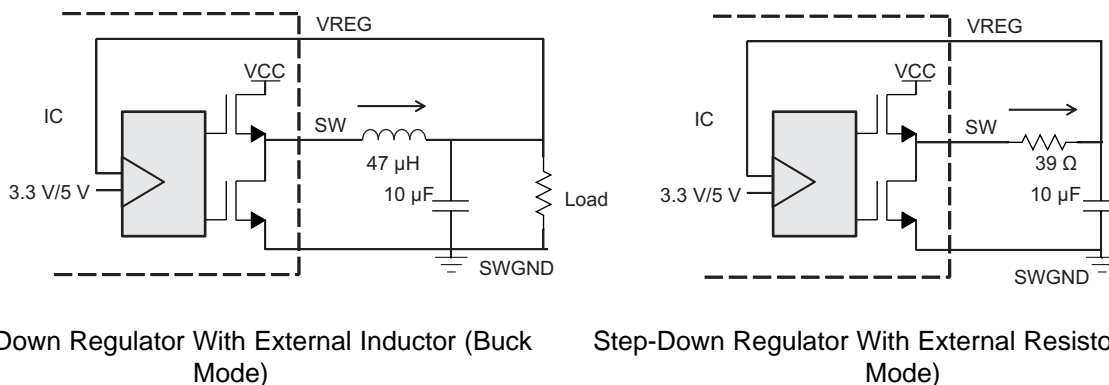 VREG
VCC
IC
SW
47 µH
3.3 V/5 V
10 µF
Load
SWGND
Down Regulator With External Inductor (Buck
Mode)
VREG
VCC
IC
SW
39 Ω
3.3 V/5 V
10 µF
SWGND
Step-Down Regulator With External Resisto
Mode)